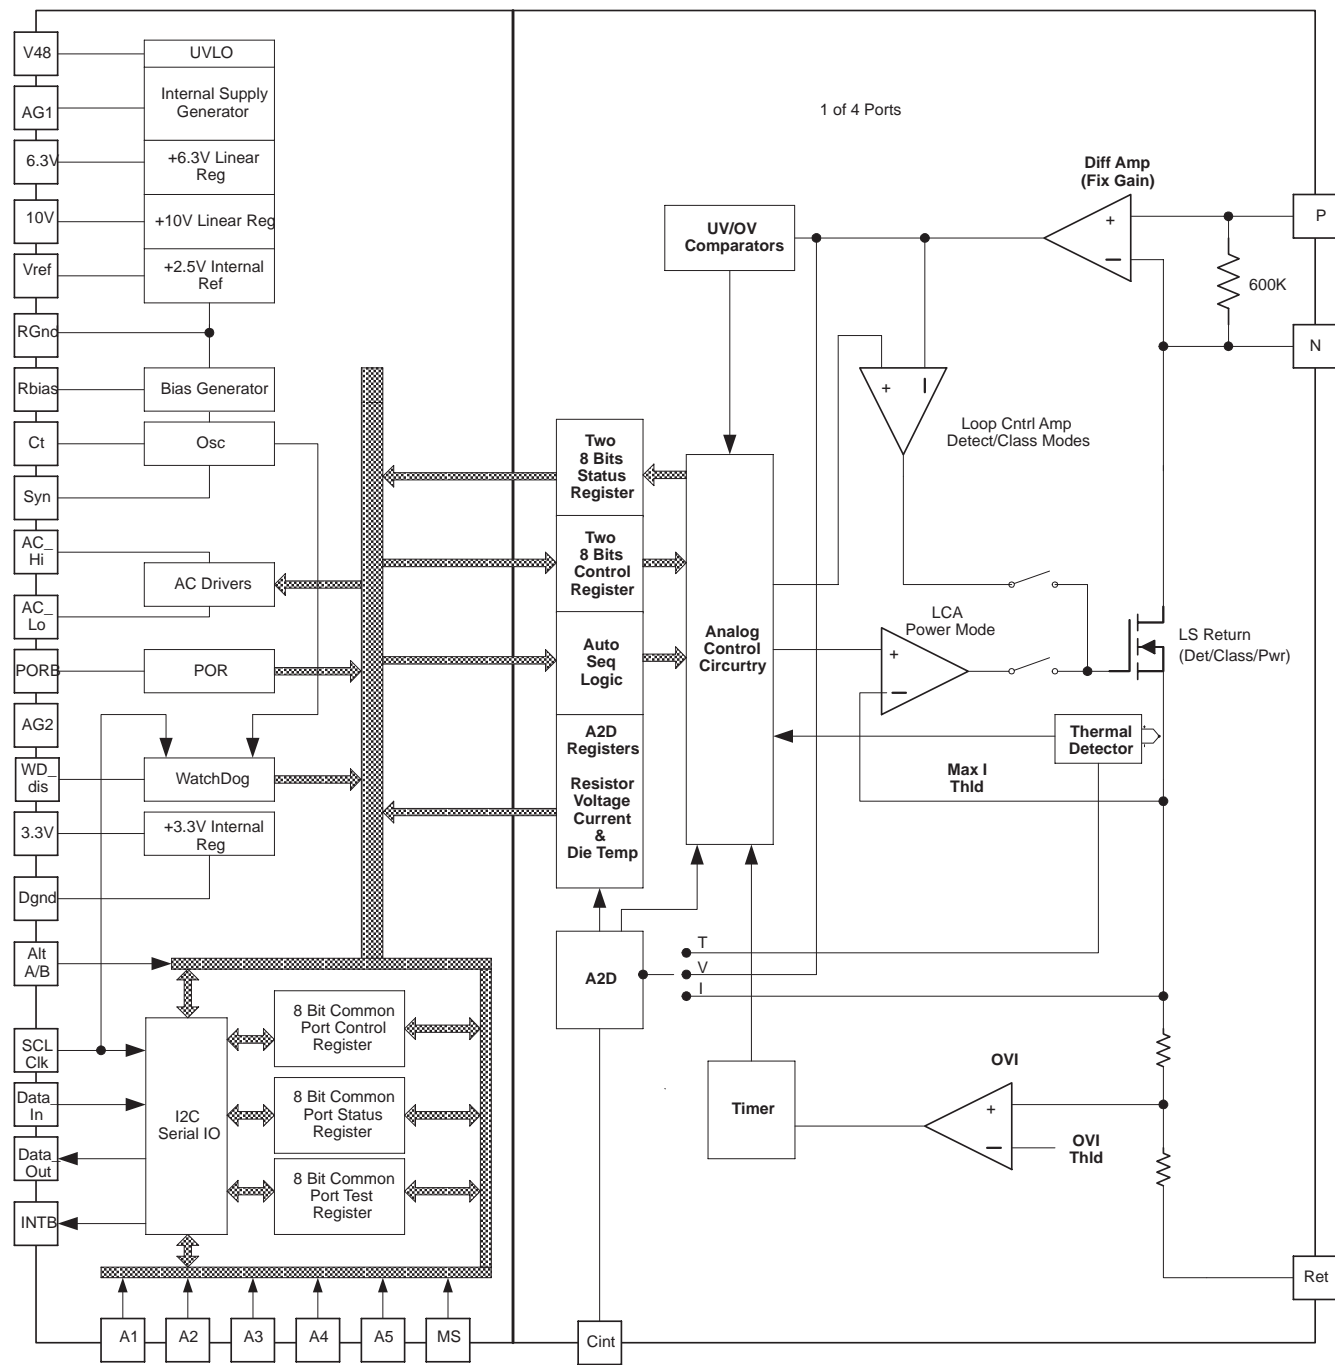 V48
UVLO
AG1
Internal Supply
Generator
6.3V
+6.3V Linear
Reg
10V
+10V Linear Reg
Vref
+2.5V Internal
Ref
RGnd
Rbias
Bias Generator
Ct
Osc
Syn
AC_
Hi
AC Drivers
AC_
Lo
PORB
POR
AG2
WD_
dis
WatchDog
3.3V
+3.3V Internal
Reg
Dgnd
Alt
A/B
SCL
Clk
Data_
In
Data_
Out
INTB
I2C
Serial IO
8 Bit Common
Port Control
Register
8 Bit Common
Port Status
Register
8 Bit Common
Port Test
Register
A1
A2
A3
A4
A5
MS
1 of 4 Ports
Diff Amp
(Fix Gain)
+
–
P
600K
N
UV/OV
Comparators
+
–
Loop Cntrl Amp
Detect/Class Modes
Two
8 Bits
Status
Register
Two
8 Bits
Control
Register
Auto
Seq
Logic
A2D
Registers
Resistor
Voltage
Current
&
Die Temp
Analog
Control
Circurtry
LCA
Power Mode
+
–
LS Return
(Det/Class/Pwr)
Thermal
Detector
Max I
Thld
A2D
T
V
I
Timer
OVI
+
–
OVI
Thld
Ret
Cint